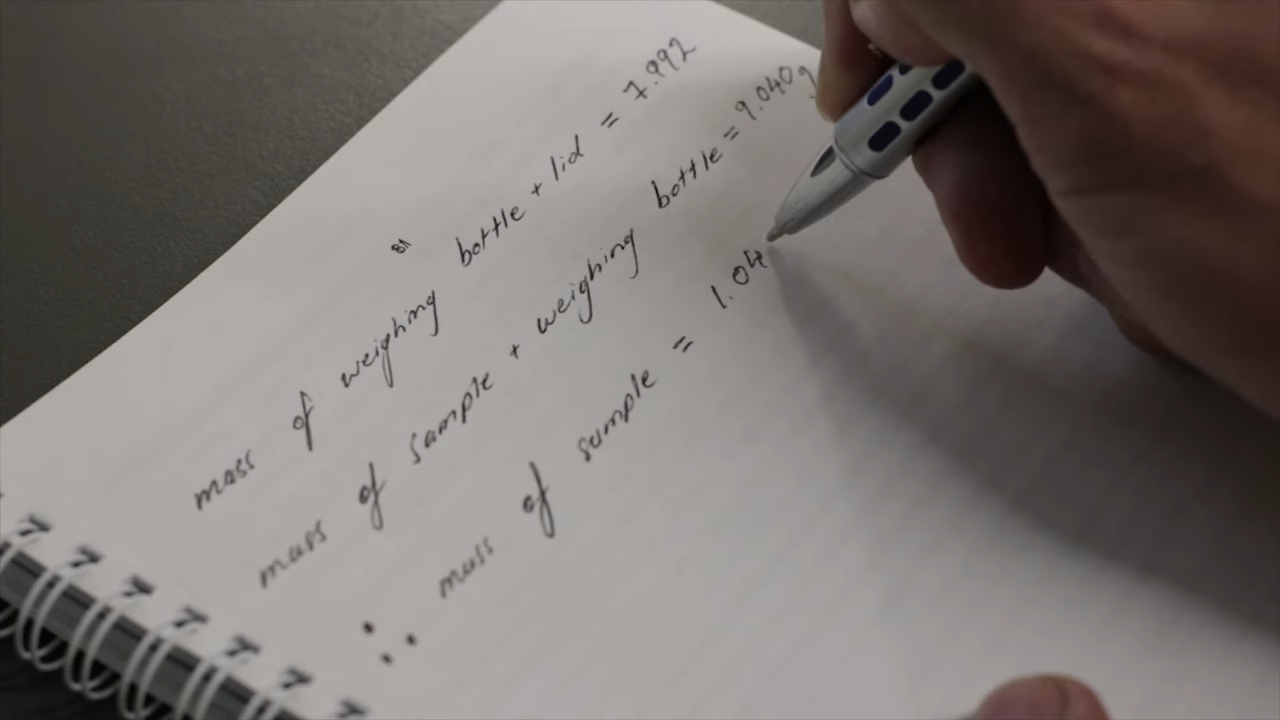 mass of weighing bottle + lid = 7.992
mass of sample + weighing bottle = 9.040g
∴ mass of sample = 1.04